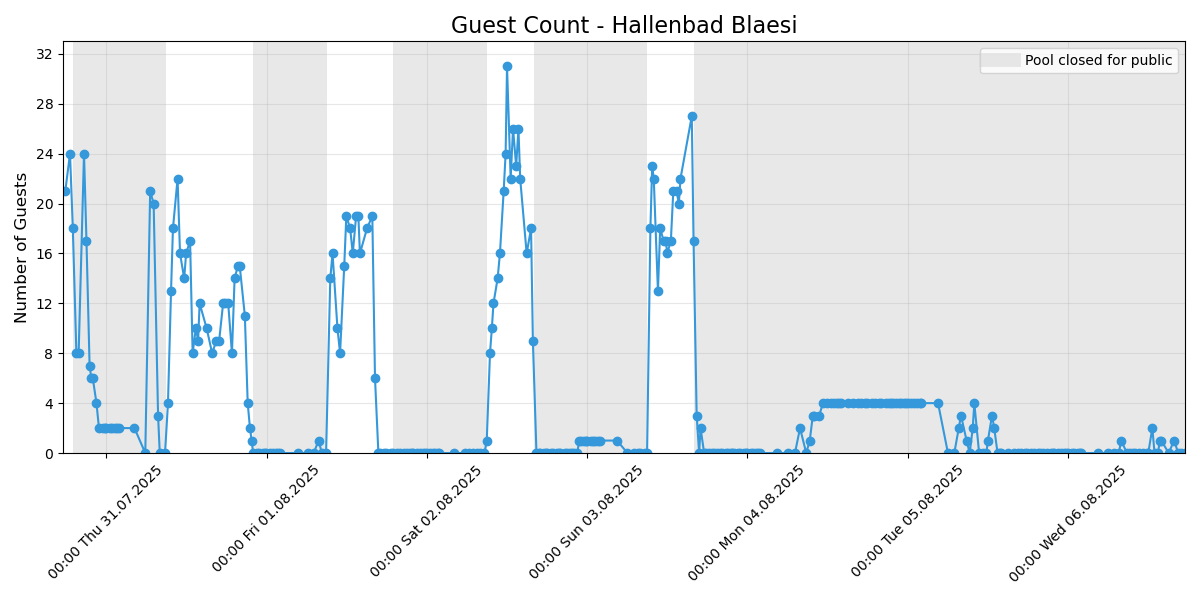 Guest Count - Hallenbad Blaesi
Pool closed for public
Number of Guests
32
28
24
20
16
12
8
4
0
00:00 Thu 31.07.2025
00:00 Fri 01.08.2025
00:00 Sat 02.08.2025
00:00 Sun 03.08.2025
00:00 Mon 04.08.2025
00:00 Tue 05.08.2025
00:00 Wed 06.08.2025